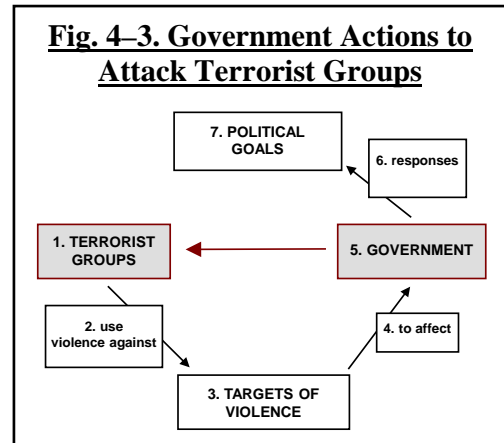 Fig. 4–3. Government Actions to
Attack Terrorist Groups
7. POLITICAL
GOALS
6. responses
1. TERRORIST
GROUPS
5. GOVERNMENT
2. use
violence against
4. to affect
3. TARGETS OF
VIOLENCE